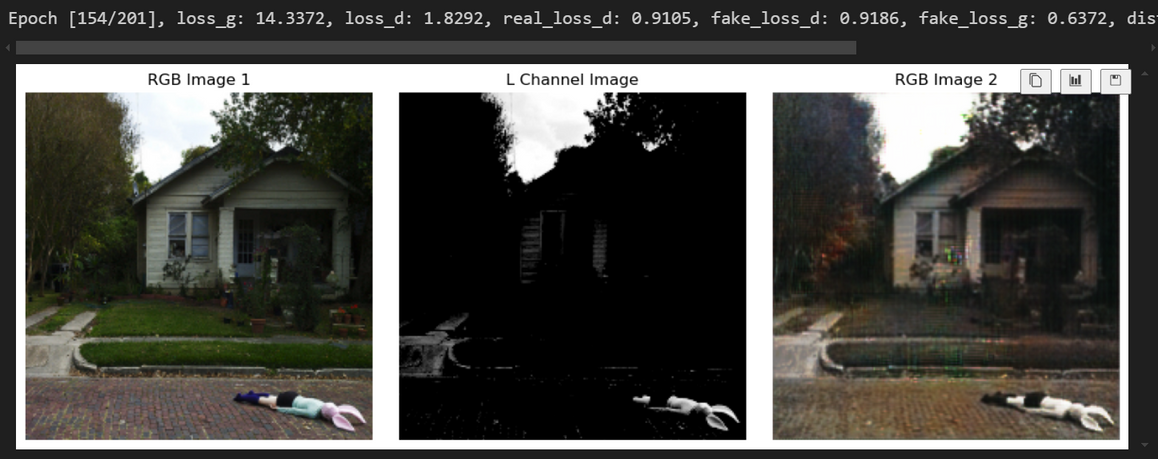 Epoch [154/201], loss_g: 14.3372, loss_d: 1.8292, real_loss_d: 0.9105, fake_loss_d: 0.9186, fake_loss_g: 0.6372, dis
RGB Image 1
L Channel Image
RGB Image 2